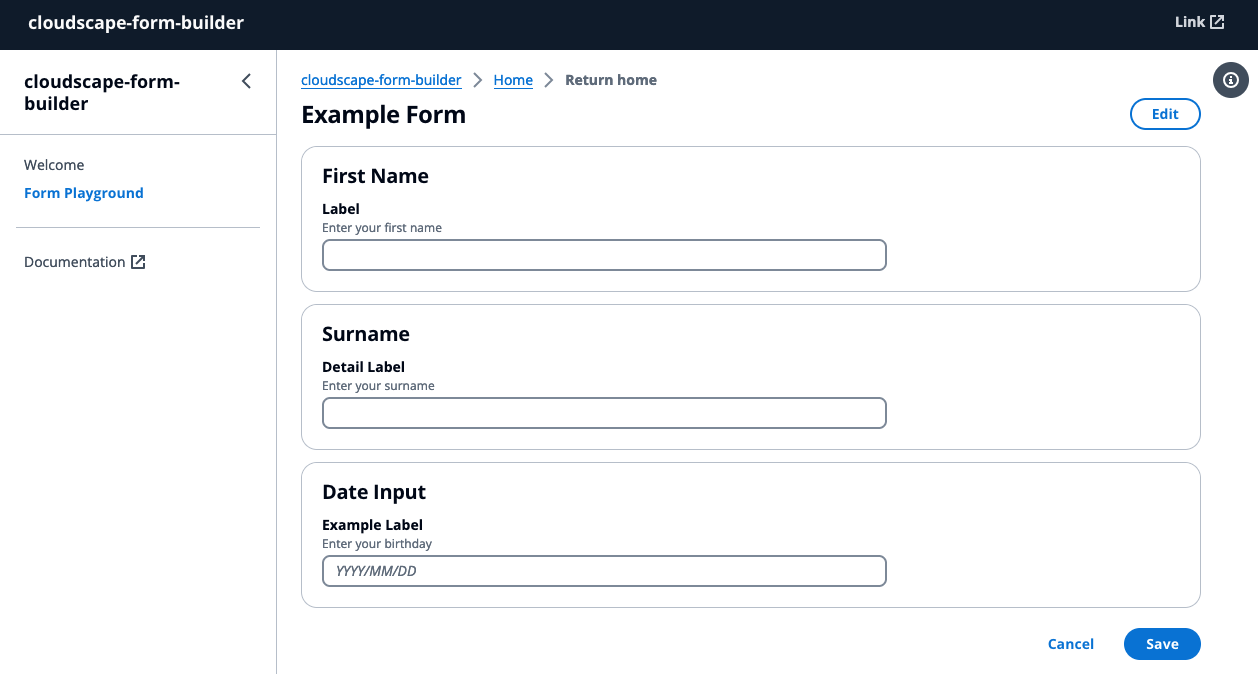 cloudscape-form-builder
Link
cloudscape-form-
builder
Welcome
Form Playground
Documentation
cloudscape-form-builder Home Return home
Example Form
Edit
First Name
Label
Enter your first name
Surname
Detail Label
Enter your surname
Date Input
Example Label
Enter your birthday
YYYY/MM/DD
Cancel
Save